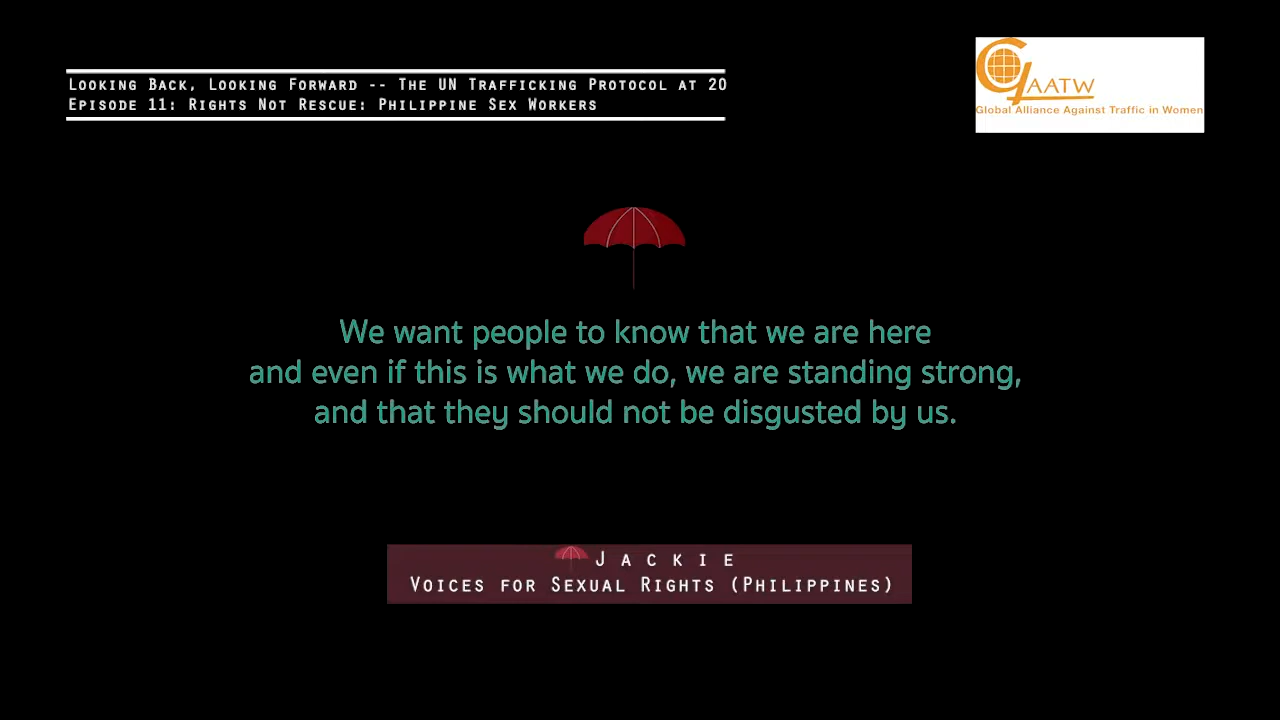 Looking Back, Looking Forward -- The UN Trafficking Protocol at 20
Episode 11: Rights Not Rescue: Philippine Sex Workers
GAATW
Global Alliance Against Traffic in Women
We want people to know that we are here
and even if this is what we do, we are standing strong,
and that they should not be disgusted by us.
Jackie
Voices for Sexual Rights (Philippines)